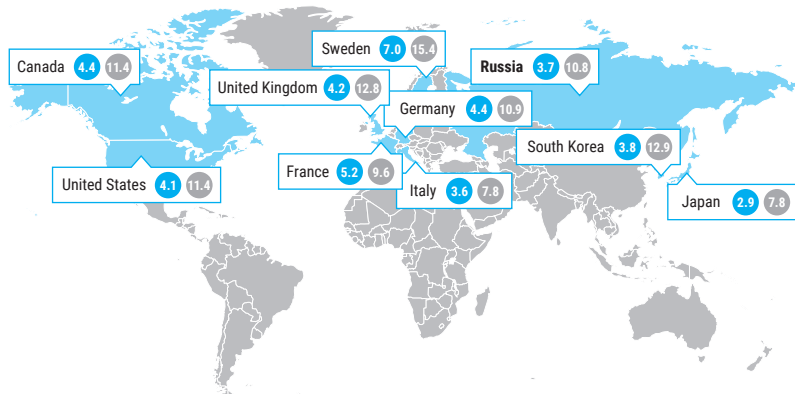 Sweden 7.0 15.4
Canada 4.4 11.4
Russia 3.7 10.8
United Kingdom 4.2 12.8
Germany 4.4 10.9
South Korea 3.8 12.9
France 5.2 9.6
United States 4.1 11.4
Italy 3.6 7.8
Japan 2.9 7.8